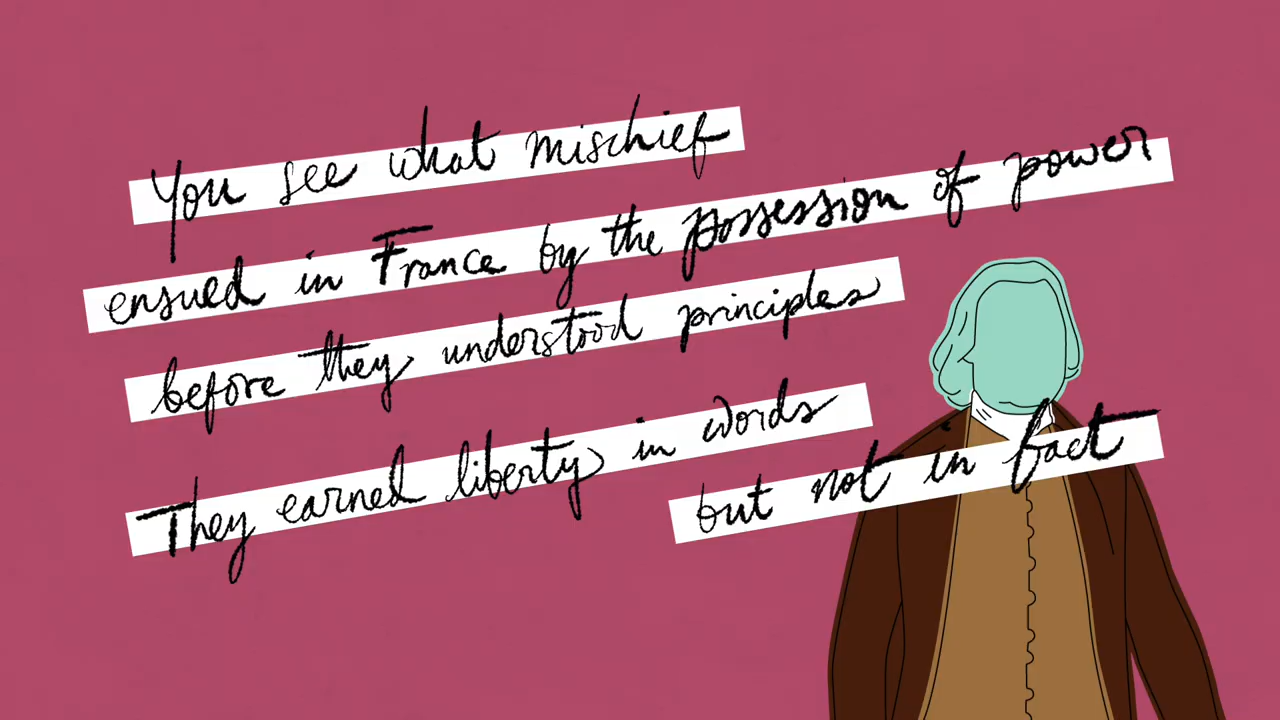 You see what mischief
ensued in France by the possession of power
before they understood principles
They earned liberty in words
but not in fact